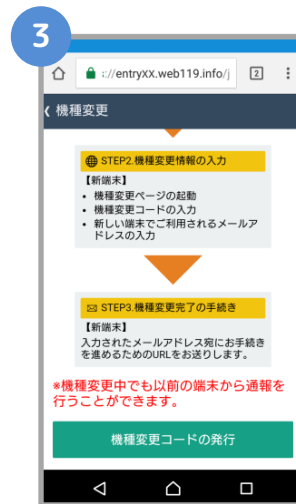 3
://entryXX.web119.info/j
2
機種変更
STEP2.機種変更情報の入力
【新端末】
• 機種変更ページの起動
• 機種変更コードの入力
• 新しい端末でご利用されるメールア
ドレスの入力
STEP3.機種変更完了の手続き
【新端末】
入力されたメールアドレス宛にお手続き
を進めるためのURLをお送りします。
*機種変更中でも以前の端末から通報を
行うことができます。
機種変更コードの発行